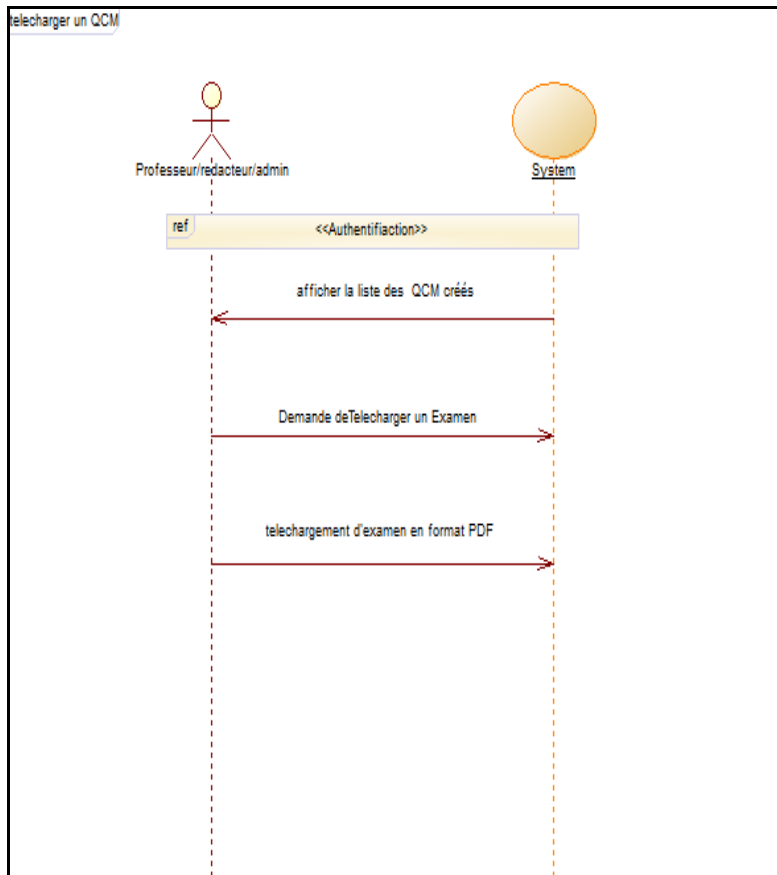 telecharger un QCM
Professeur/redacteur/admin
System
ref
<<Authentifiaction>>
afficher la liste des QCM créés
Demande deTelecharger un Examen
telechargement d'examen en format PDF